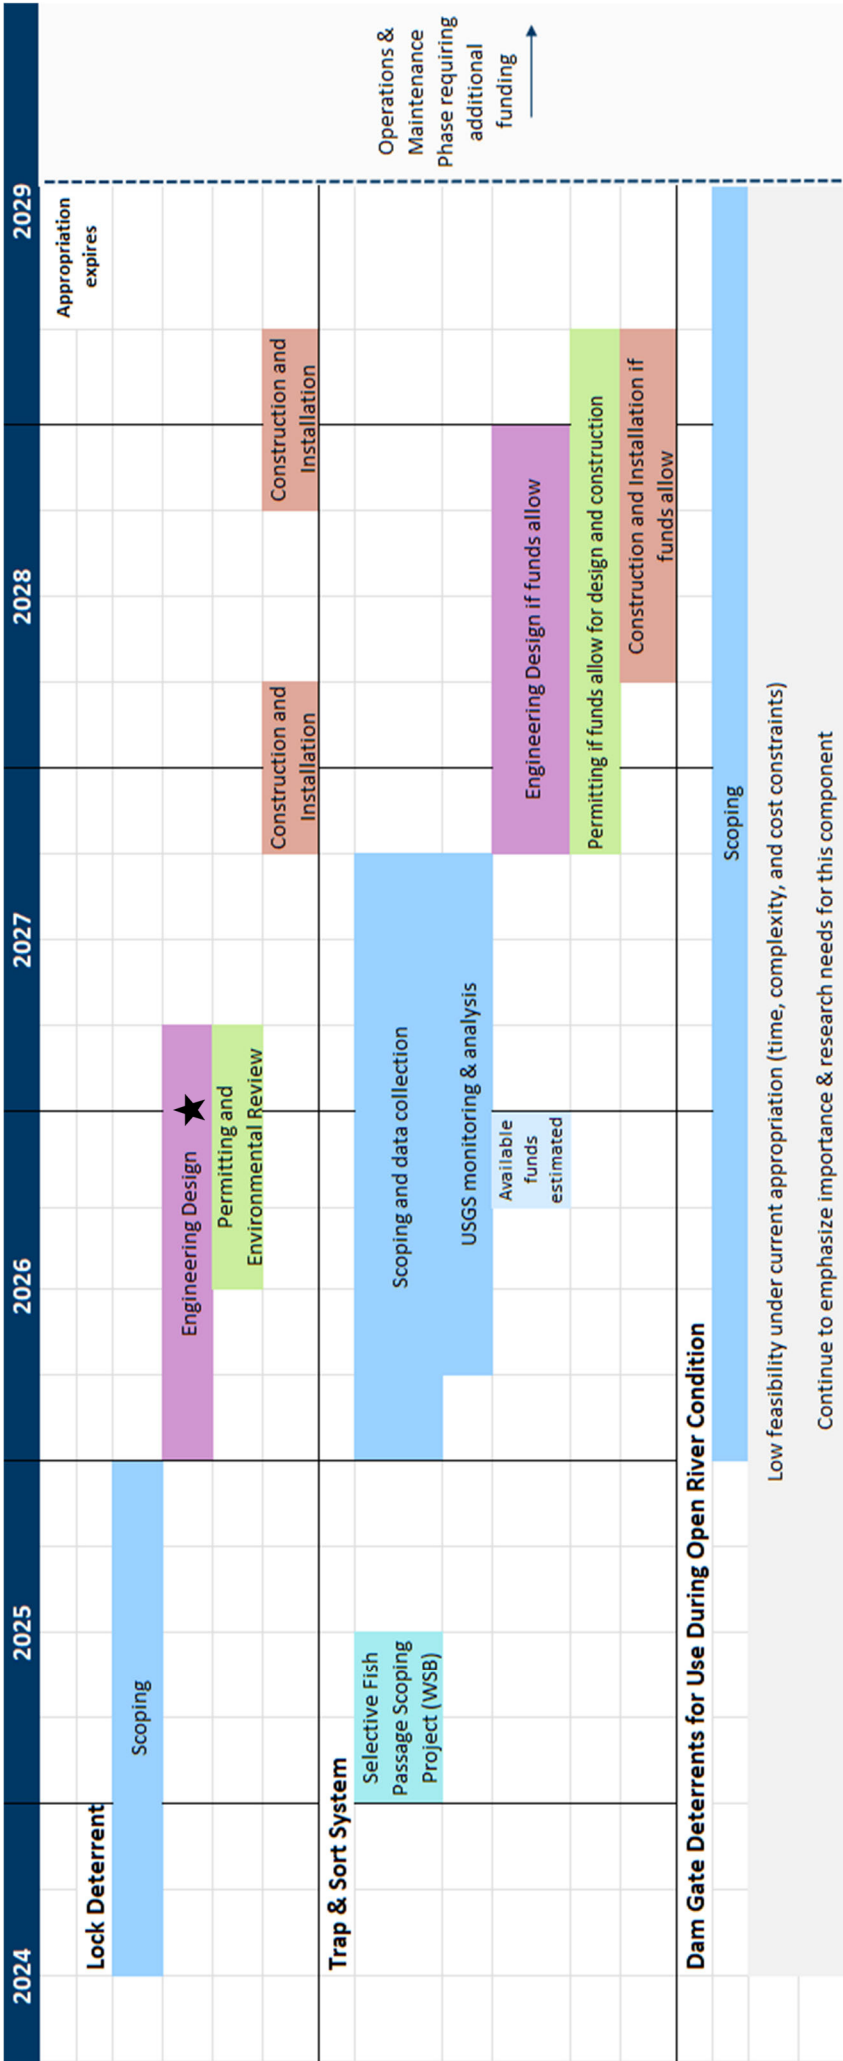 2024
2025
2026
2027
2028
2029
Appropriation
expires
Lock Deterrent
Scoping
Engineering Design
Permitting and
Environmental Review
Construction and
Installation
Construction and
Installation
Trap & Sort System
Selective Fish
Passage Scoping
Project (WSB)
Scoping and data collection
USGS monitoring & analysis
Available
funds
estimated
Engineering Design if funds allow
Permitting if funds allow for design and construction
Construction and Installation if
funds allow
Dam Gate Deterrents for Use During Open River Condition
Scoping
Low feasibility under current appropriation (time, complexity, and cost constraints)
Continue to emphasize importance & research needs for this component
Operations &
Maintenance
Phase requiring
additional
funding